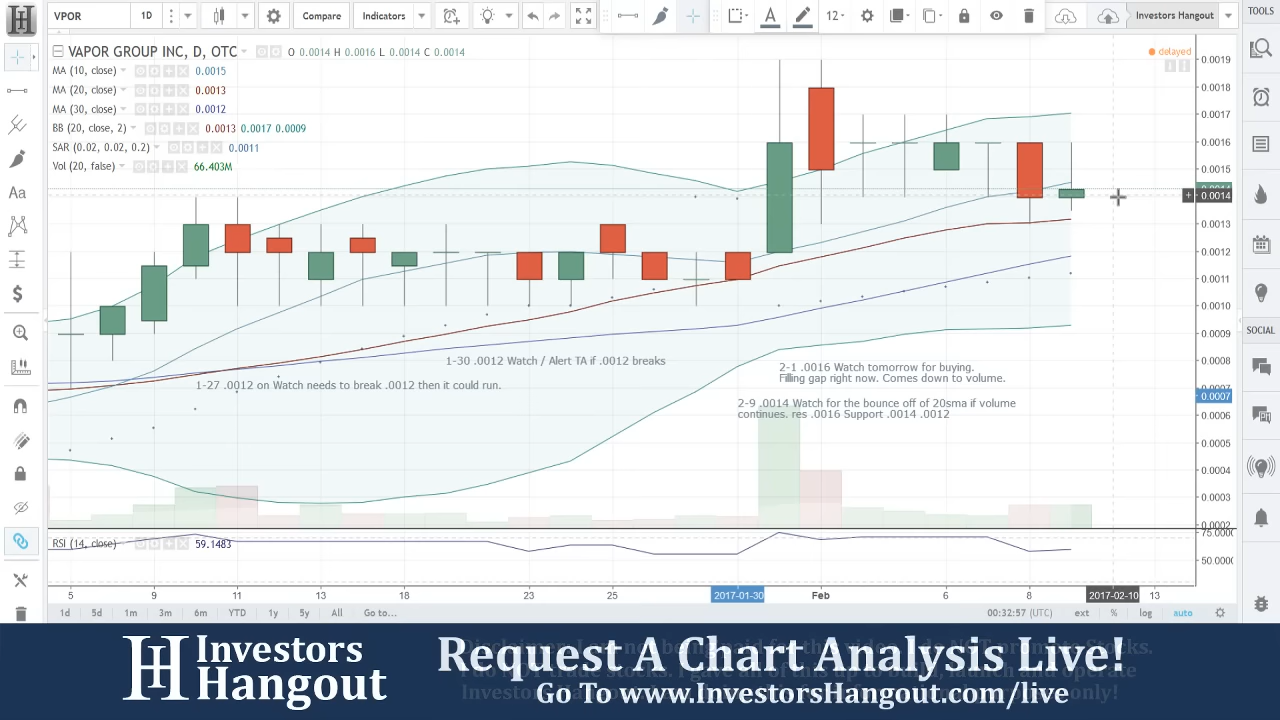 VPOR
1D
Compare
Indicators
12
Investors Hangout
TOOLS
VAPOR GROUP INC, D, OTC
O 0.0014 H 0.0016 L 0.0014 C 0.0014
delayed
MA (10, close) 0.0015
MA (20, close) 0.0013
MA (30, close) 0.0012
BB (20, close, 2) 0.0013 0.0017 0.0009
SAR (0.02, 0.02, 0.2) 0.0011
Vol (20, false) 66.403M
0.0019
0.0018
0.0017
0.0016
0.0015
0.0014
0.0013
0.0012
0.0011
0.0010
0.0009
0.0008
0.0007
0.0007
0.0006
0.0005
0.0004
0.0003
0.0002
SOCIAL
1-30 .0012 Watch / Alert TA if .0012 breaks
1-27 .0012 on Watch needs to break .0012 then it could run.
2-1 .0016 Watch tomorrow for buying.
Filling gap right now. Comes down to volume.
2-9 .0014 Watch for the bounce off of 20sma if volume
continues. res .0016 Support .0014 .0012
RSI (14, close) 59.1483
75.0000
50.0000
5 9 11 13 18 23 25 2017-01-30 Feb 6 8 2017-02-10 13
1d 5d 1m 3m 6m YTD 1y 5y All Go to...
00:32:57 (UTC) ext % log auto
Investors
Hangout
Request A Chart Analysis Live!
Go To www.InvestorsHangout.com/live